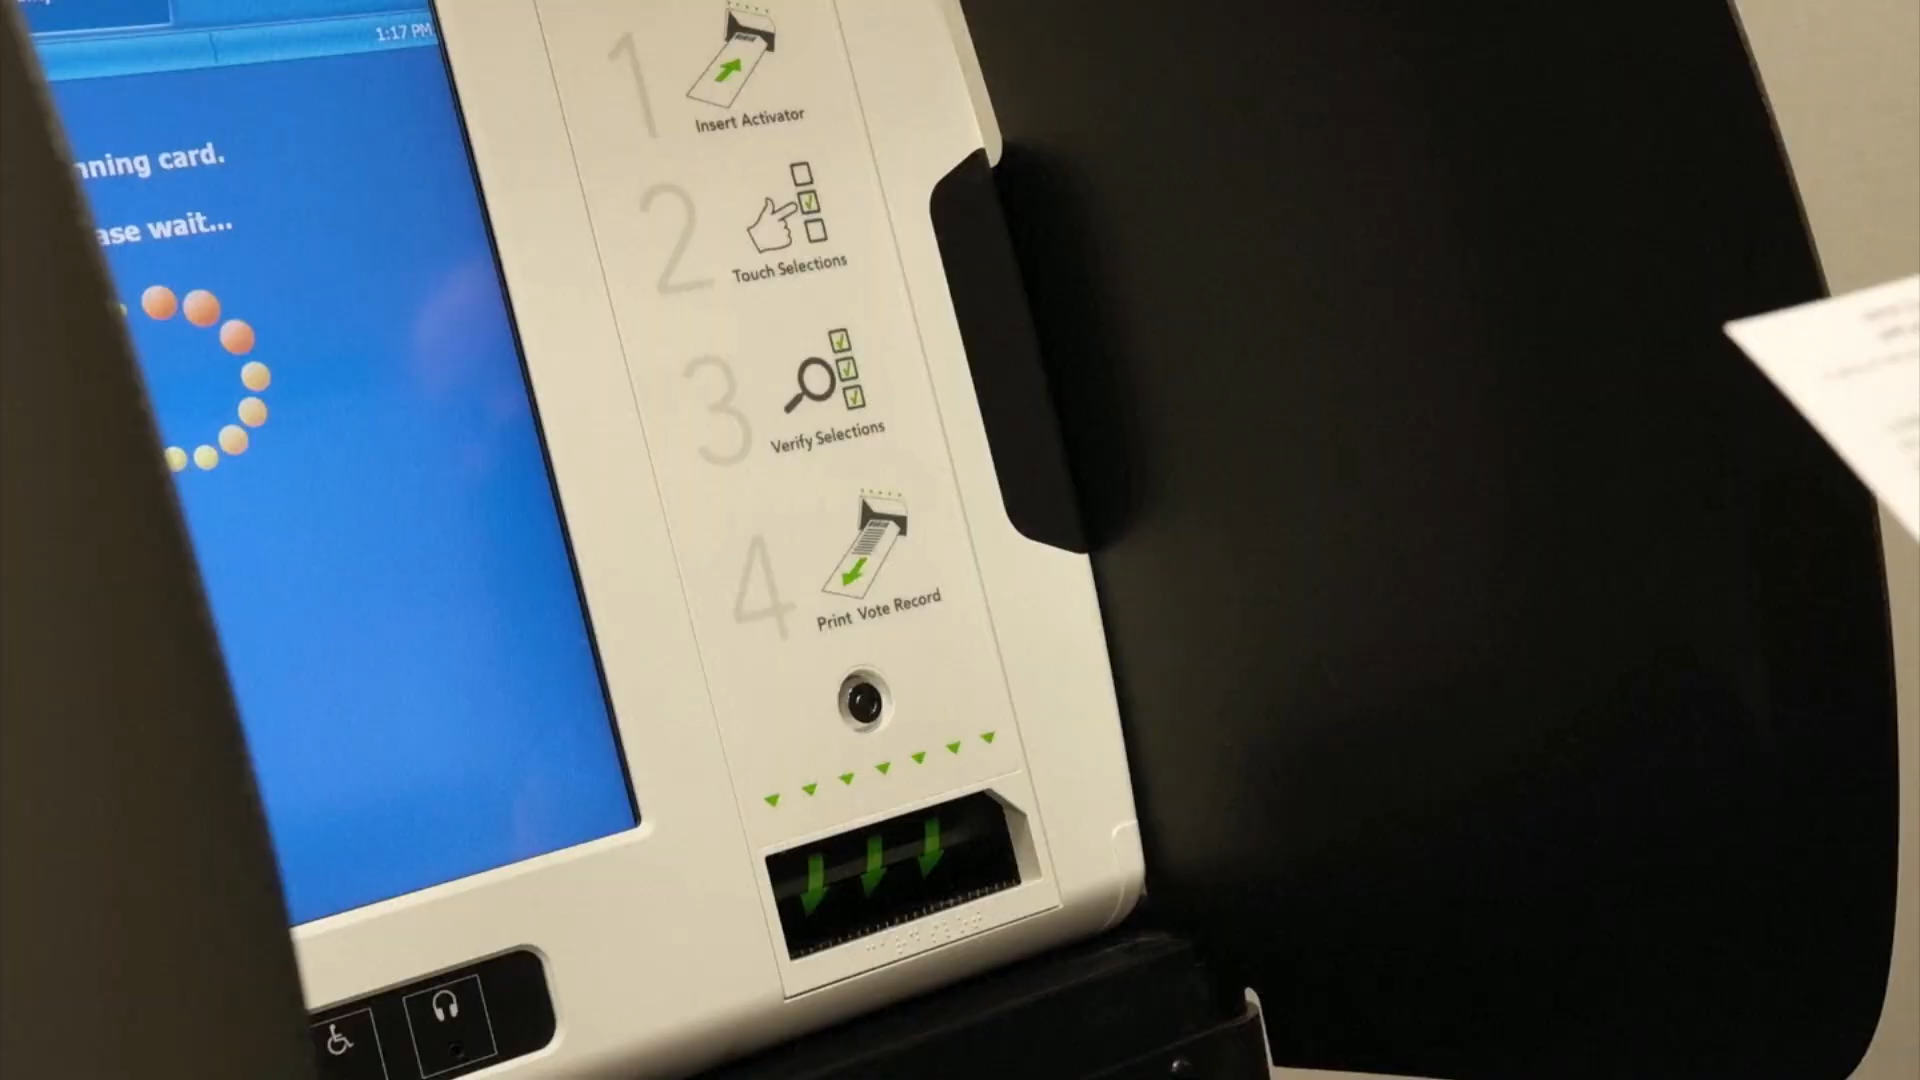 1:17 PM
nning card.
ase wait...
1
Insert Activator
2
Touch Selections
3
Verify Selections
4
Print Vote Record